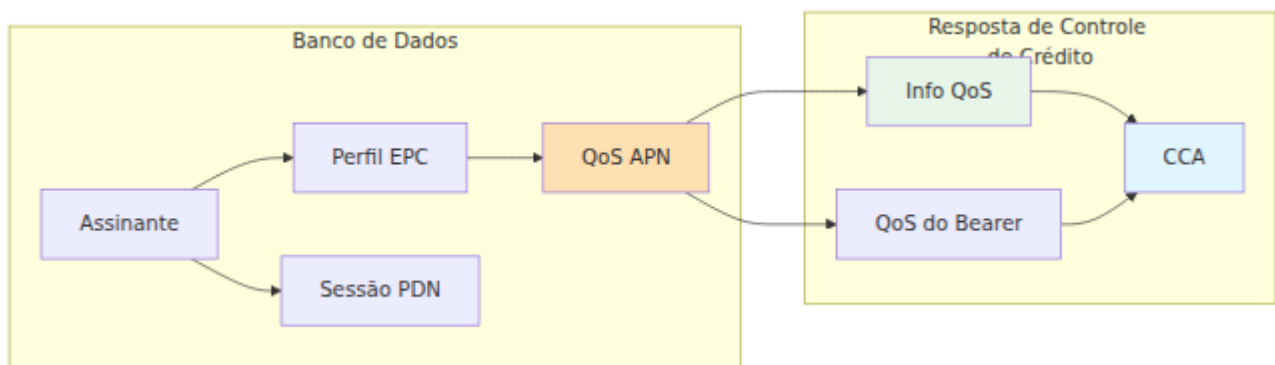 Banco de Dados
Assinante
Perfil EPC
Sessão PDN
QoS APN
Resposta de Controle
de Crédito
Info QoS
QoS do Bearer
CCA